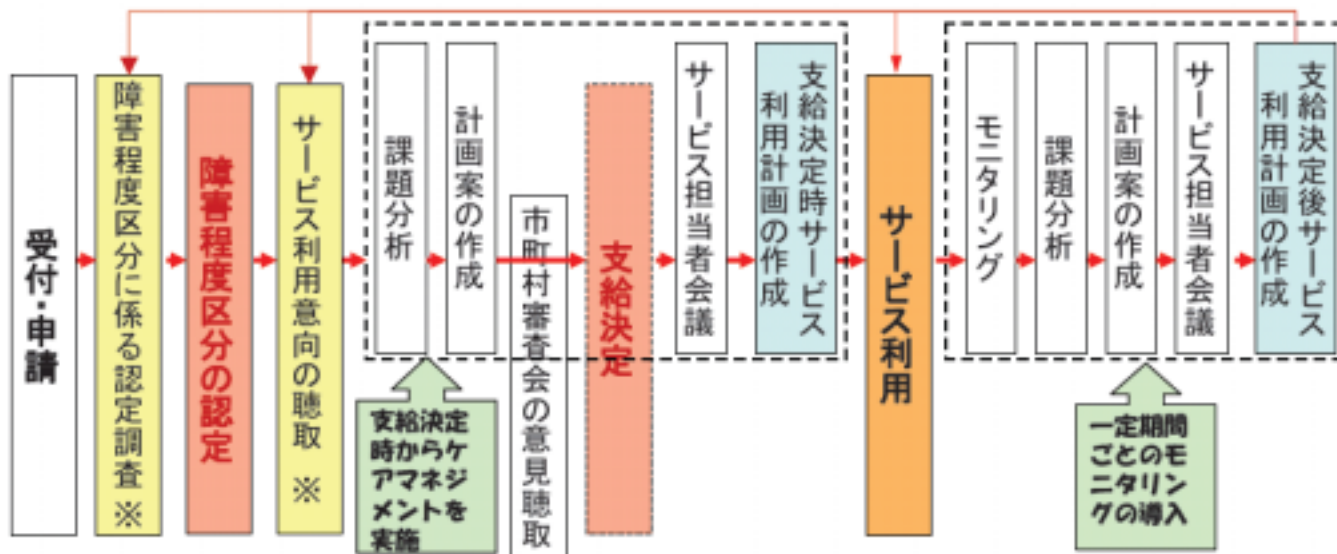 受付・申請
障害程度区分に係る認定調査 ※
障害程度区分の認定
サービス利用意向の聴取 ※
課題分析
計画案の作成
市町村審査会の意見聴取
支給決定
サービス担当者会議
支給決定時サービス
利用計画の作成
サービス利用
モニタリング
課題分析
計画案の作成
サービス担当者会議
支給決定後サービス
利用計画の作成
支給決定
時からケ
アマネジ
メントを
実施
一定期間
ごとのモ
ニタリン
グの導入